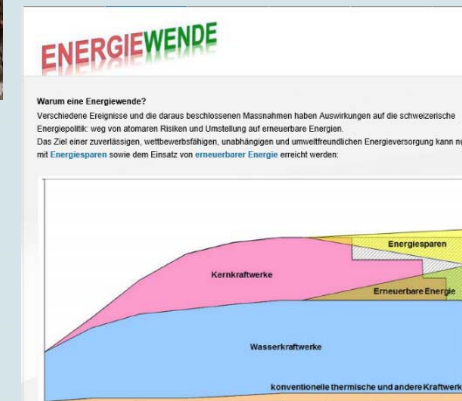 ENERGIEWENDE
Warum eine Energiewende?
Verschiedene Ereignisse und die daraus beschlossenen Massnahmen haben Auswirkungen auf die schweizerische
Energiepolitik: weg von atomaren Risiken und Umstellung auf erneuerbare Energien.
Das Ziel einer zuverlässigen, wettbewerbsfähigen, unabhängigen und umweltfreundlichen Energieversorgung kann nu
mit Energiesparen sowie dem Einsatz von erneuerbarer Energie erreicht werden:
Energiesparen
Kernkraftwerke
Erneuerbare Energie
Wasserkraftwerke
konventionelle thermische und andere Kraftwerk